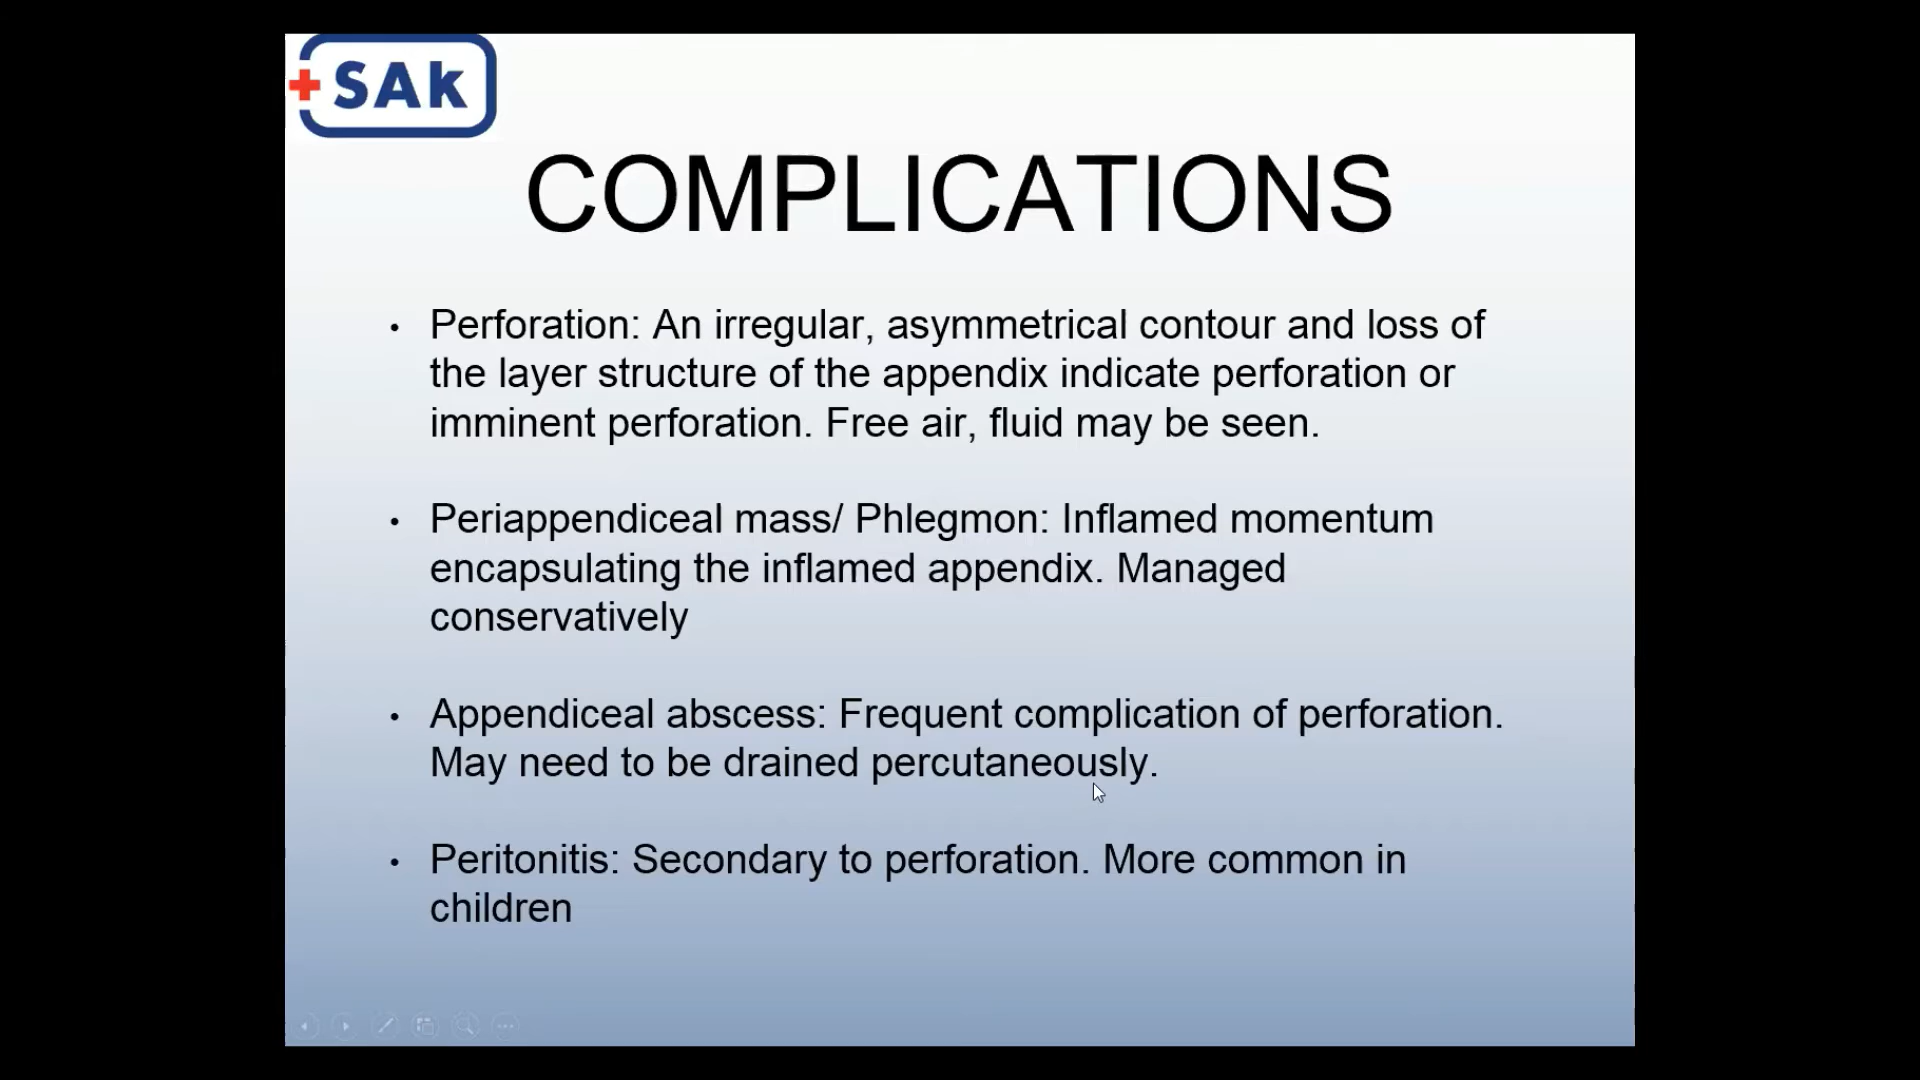 SAk
COMPLICATIONS
• Perforation: An irregular, asymmetrical contour and loss of
the layer structure of the appendix indicate perforation or
imminent perforation. Free air, fluid may be seen.
• Periappendiceal mass/ Phlegmon: Inflamed momentum
encapsulating the inflamed appendix. Managed
conservatively
• Appendiceal abscess: Frequent complication of perforation.
May need to be drained percutaneously.
• Peritonitis: Secondary to perforation. More common in
children